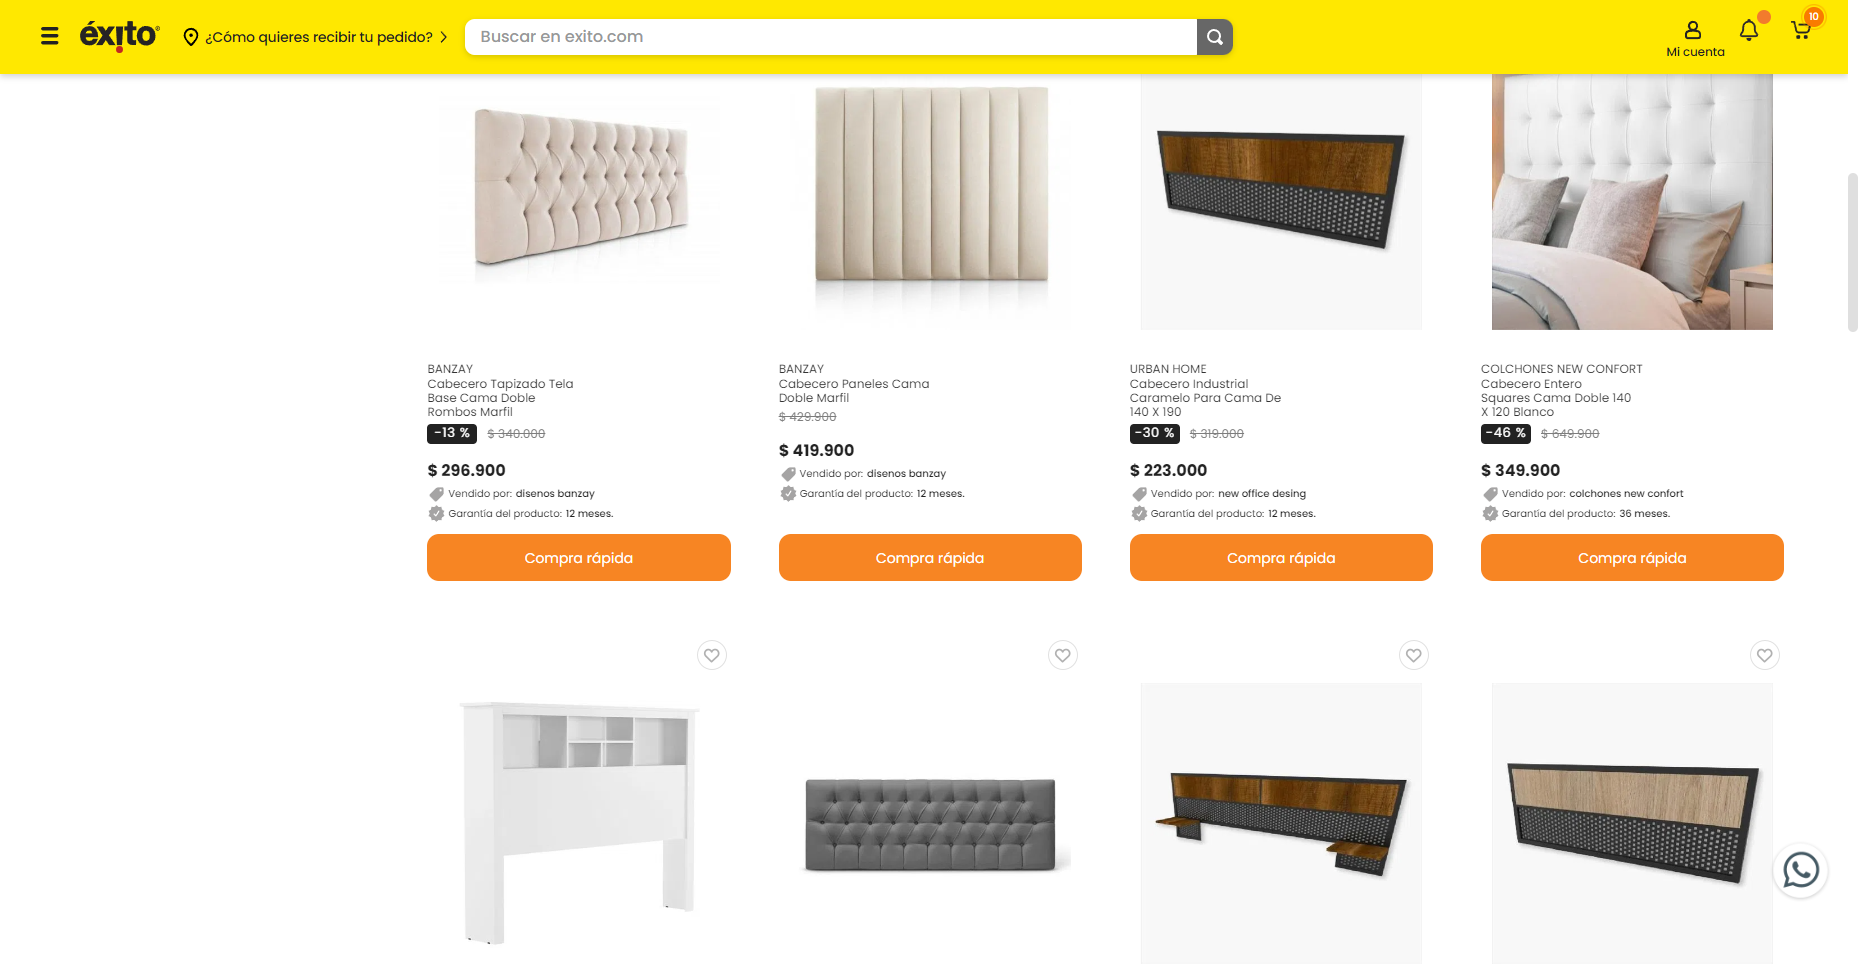 éxito
¿Cómo quieres recibir tu pedido?
Buscar en exito.com
Mi cuenta
10
BANZAY
Cabecero Tapizado Tela
Base Cama Doble
Rombos Marfil
-13 % $ 340.000
$ 296.900
Vendido por: disenos banzay
Garantía del producto: 12 meses.
Compra rápida
BANZAY
Cabecero Paneles Cama
Doble Marfil
$ 429.900
$ 419.900
Vendido por: disenos banzay
Garantía del producto: 12 meses.
Compra rápida
URBAN HOME
Cabecero Industrial
Caramelo Para Cama De
140 X 190
-30 % $ 319.000
$ 223.000
Vendido por: new office desing
Garantía del producto: 12 meses.
Compra rápida
COLCHONES NEW CONFORT
Cabecero Entero
Squares Cama Doble 140
X 120 Blanco
-46 % $ 649.900
$ 349.900
Vendido por: colchones new confort
Garantía del producto: 36 meses.
Compra rápida